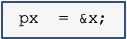 px  = &x;